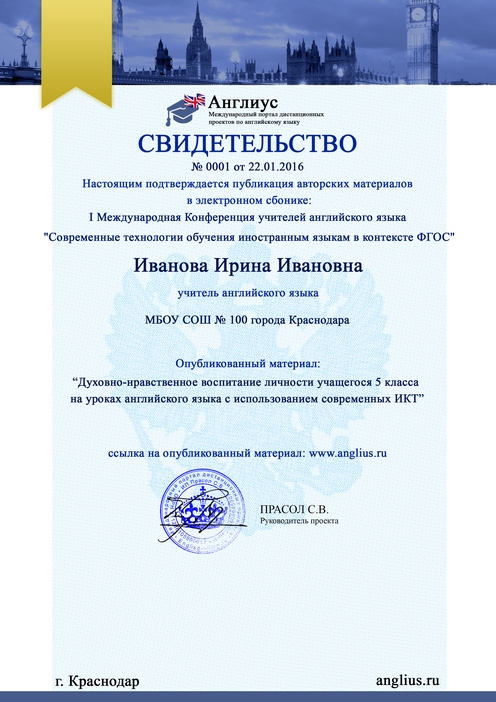 Англиус
Международный портал дистанционных
проектов по английскому языку
СВИДЕТЕЛЬСТВО
№ 0001 от 22.01.2016
Настоящим подтверждается публикация авторских материалов
в электронном сбонике:
I Международная Конференция учителей английского языка
"Современные технологии обучения иностранным языкам в контексте ФГОС"
Иванова Ирина Ивановна
учитель английского языка
МБОУ СОШ № 100 города Краснодара
Опубликованный материал:
“Духовно-нравственное воспитание личности учащегося 5 класса
на уроках английского языка с использованием современных ИКТ”
ссылка на опубликованный материал: www.anglius.ru
ПРАСОЛ С.В.
Руководитель проекта
г. Краснодар
anglius.ru